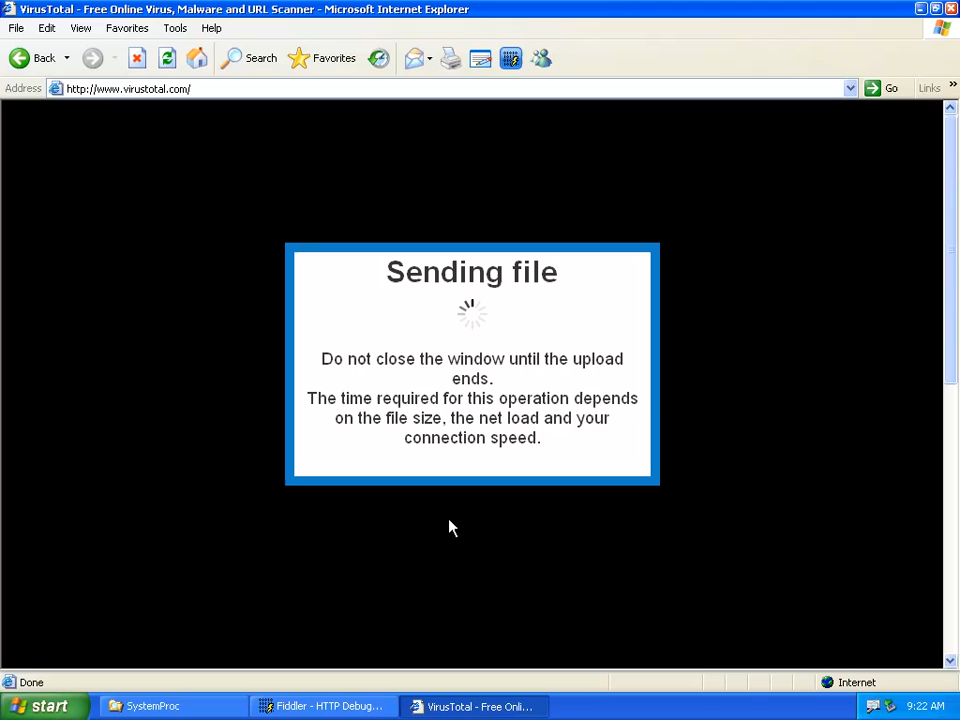 VirusTotal - Free Online Virus, Malware and URL Scanner - Microsoft Internet Explorer
File Edit View Favorites Tools Help
Back Search Favorites
Address http://www.virustotal.com/ Go Links »
Sending file
Do not close the window until the upload
ends.
The time required for this operation depends
on the file size, the net load and your
connection speed.
Done Internet
start SystemProc Fiddler - HTTP Debug... VirusTotal - Free Onli... 9:22 AM